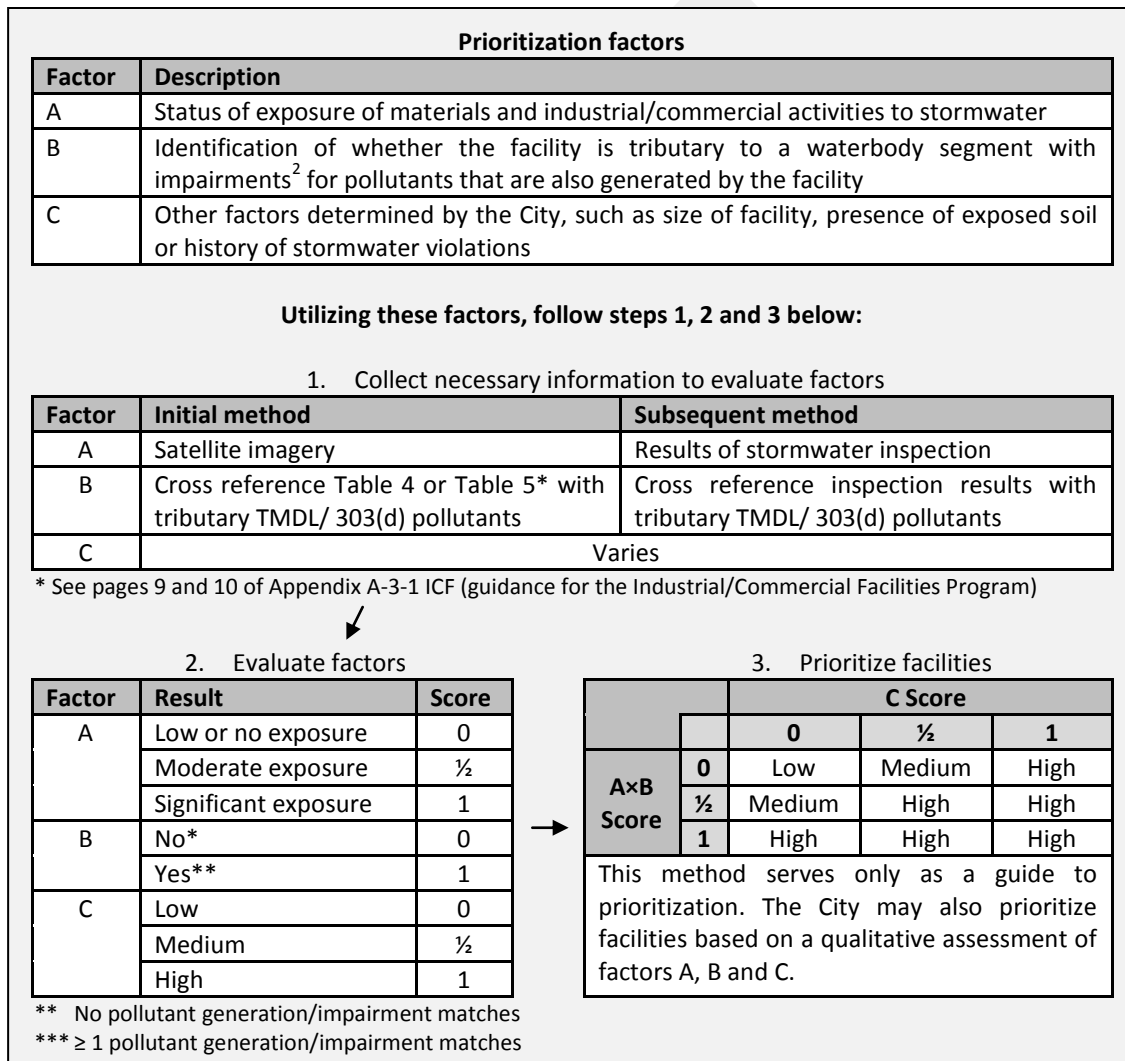 Prioritization factors
Factor Description
A Status of exposure of materials and industrial/commercial activities to stormwater
B Identification of whether the facility is tributary to a waterbody segment with
impairments² for pollutants that are also generated by the facility
C Other factors determined by the City, such as size of facility, presence of exposed soil
or history of stormwater violations
Utilizing these factors, follow steps 1, 2 and 3 below:
1. Collect necessary information to evaluate factors
Factor Initial method Subsequent method
A Satellite imagery Results of stormwater inspection
B Cross reference Table 4 or Table 5* with Cross reference inspection results with
tributary TMDL/ 303(d) pollutants tributary TMDL/ 303(d) pollutants
C Varies
* See pages 9 and 10 of Appendix A-3-1 ICF (guidance for the Industrial/Commercial Facilities Program)
2. Evaluate factors
Factor Result Score
A Low or no exposure 0
Moderate exposure ½
Significant exposure 1
B No* 0
Yes** 1
C Low 0
Medium ½
High 1
** No pollutant generation/impairment matches
*** ≥ 1 pollutant generation/impairment matches
3. Prioritize facilities
C Score
0 ½ 1
A×B Score
0 Low Medium High
½ Medium High High
1 High High High
This method serves only as a guide to
prioritization. The City may also prioritize
facilities based on a qualitative assessment of
factors A, B and C.